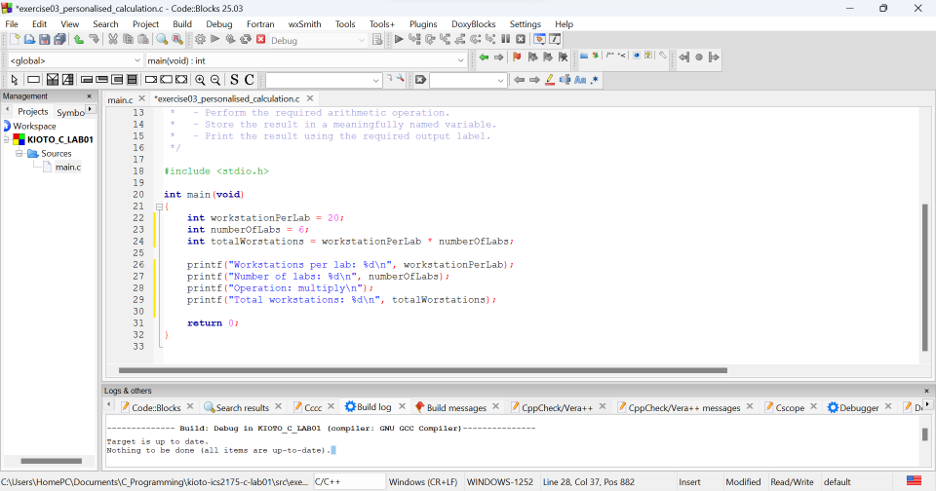 *exercise03_personalised_calculation.c - Code::Blocks 25.03
File Edit View Search Project Build Debug Fortran wxSmith Tools Tools+ Plugins DoxyBlocks Settings Help
Debug
<global> main(void) : int
S C
Management
Projects Symbo
Workspace
KIOTO_C_LAB01
Sources
main.c
main.c *exercise03_personalised_calculation.c
13 * - Perform the required arithmetic operation.
14 * - Store the result in a meaningfully named variable.
15 * - Print the result using the required output label.
16 */
17
18 #include <stdio.h>
19
20 int main(void)
21 {
22 int workstationPerLab = 20;
23 int numberOfLabs = 6;
24 int totalWorstations = workstationPerLab * numberOfLabs;
25
26 printf("Workstations per lab: %d\n", workstationPerLab);
27 printf("Number of labs: %d\n", numberOfLabs);
28 printf("Operation: multiply\n");
29 printf("Total workstations: %d\n", totalWorstations);
30
31 return 0;
32 }
33
Logs & others
Code::Blocks Search results Cccc Build log Build messages CppCheck/Vera++ CppCheck/Vera++ messages Cscope Debugger
-------------- Build: Debug in KIOTO_C_LAB01 (compiler: GNU GCC Compiler)---------------
Target is up to date.
Nothing to be done (all items are up-to-date).
C:\Users\HomePC\Documents\C_Programming\kioto-ics2175-c-lab01\src\exe... C/C++ Windows (CR+LF) WINDOWS-1252 Line 28, Col 37, Pos 882 Insert Modified Read/Write default